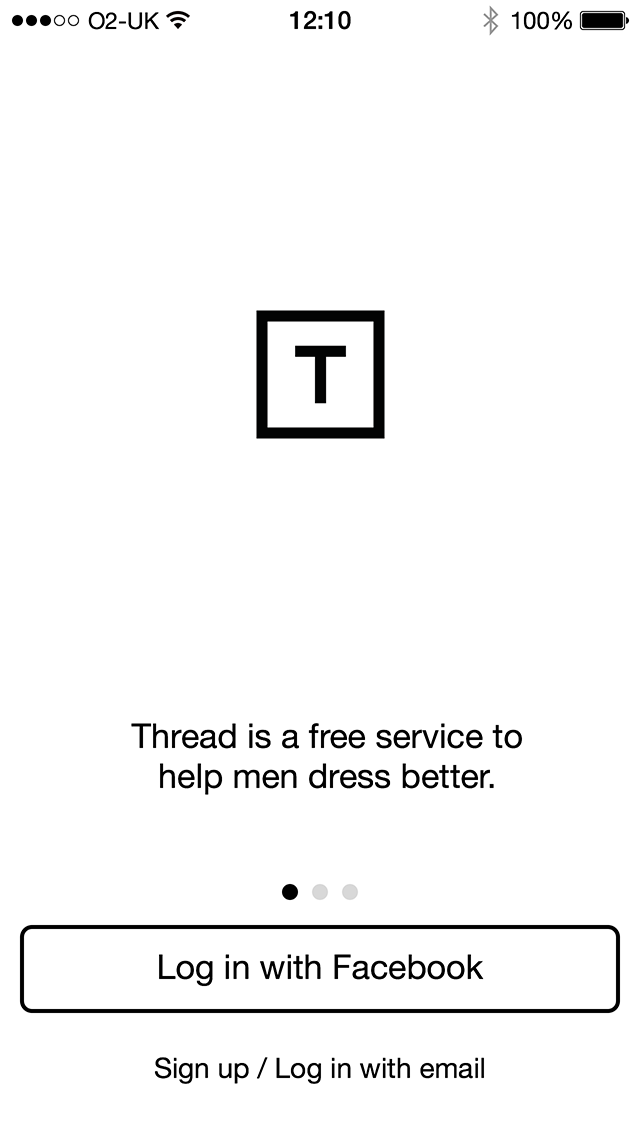 O2-UK 12:10 100%
T
Thread is a free service to
help men dress better.
Log in with Facebook
Sign up / Log in with email